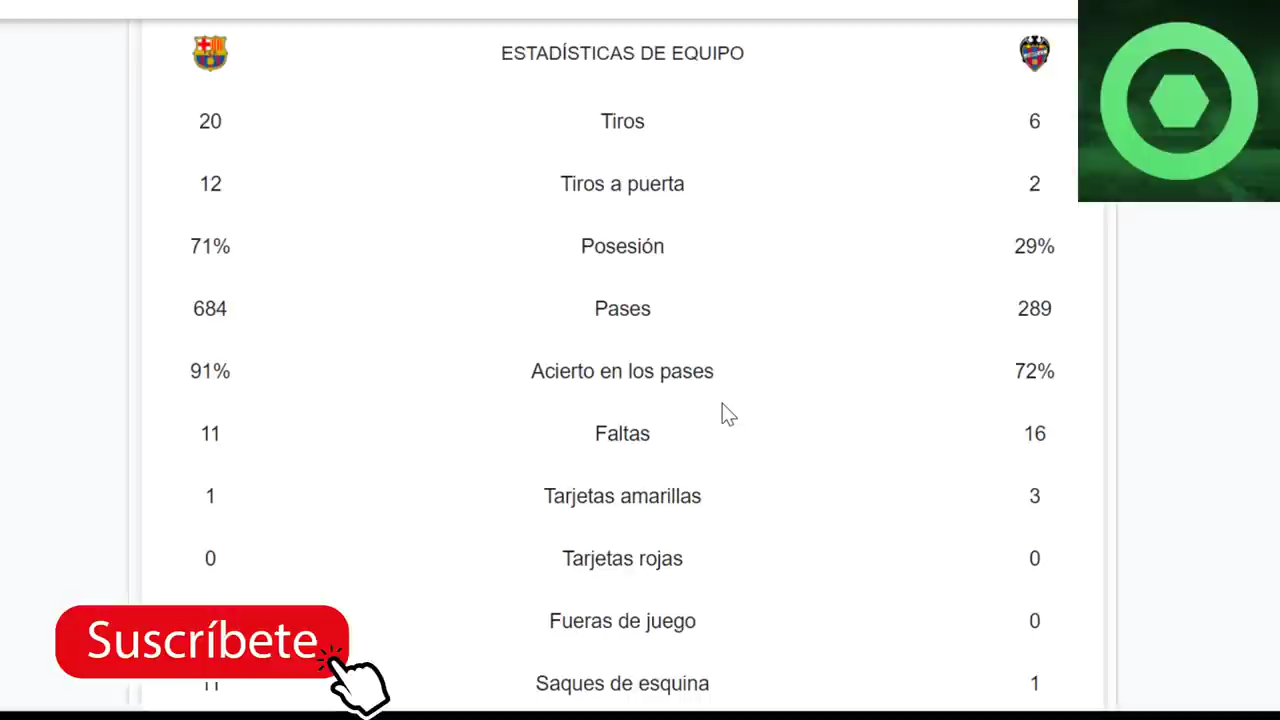 ESTADÍSTICAS DE EQUIPO
20 Tiros 6
12 Tiros a puerta 2
71% Posesión 29%
684 Pases 289
91% Acierto en los pases 72%
11 Faltas 16
1 Tarjetas amarillas 3
0 Tarjetas rojas 0
Fueras de juego 0
Suscríbete
Saques de esquina 1